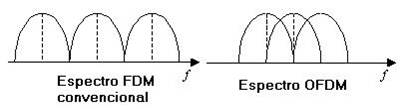 f
f
Espectro FDM
convencional
Espectro OFDM